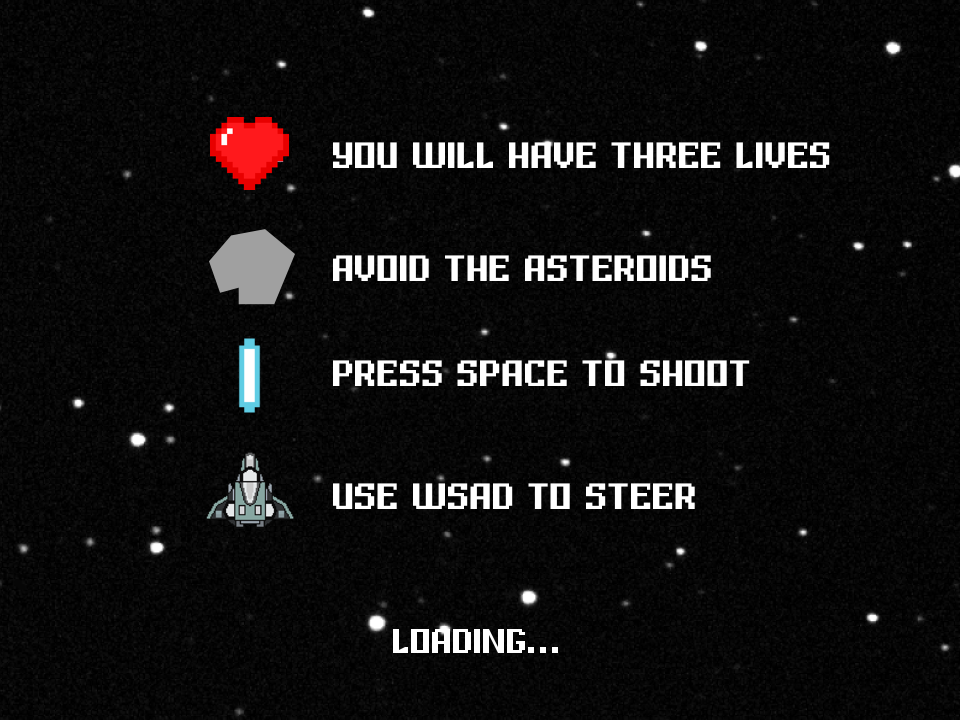 YOU WILL HAVE THREE LIVES
AVOID THE ASTEROIDS
PRESS SPACE TO SHOOT
USE WSAD TO STEER
LOADING...